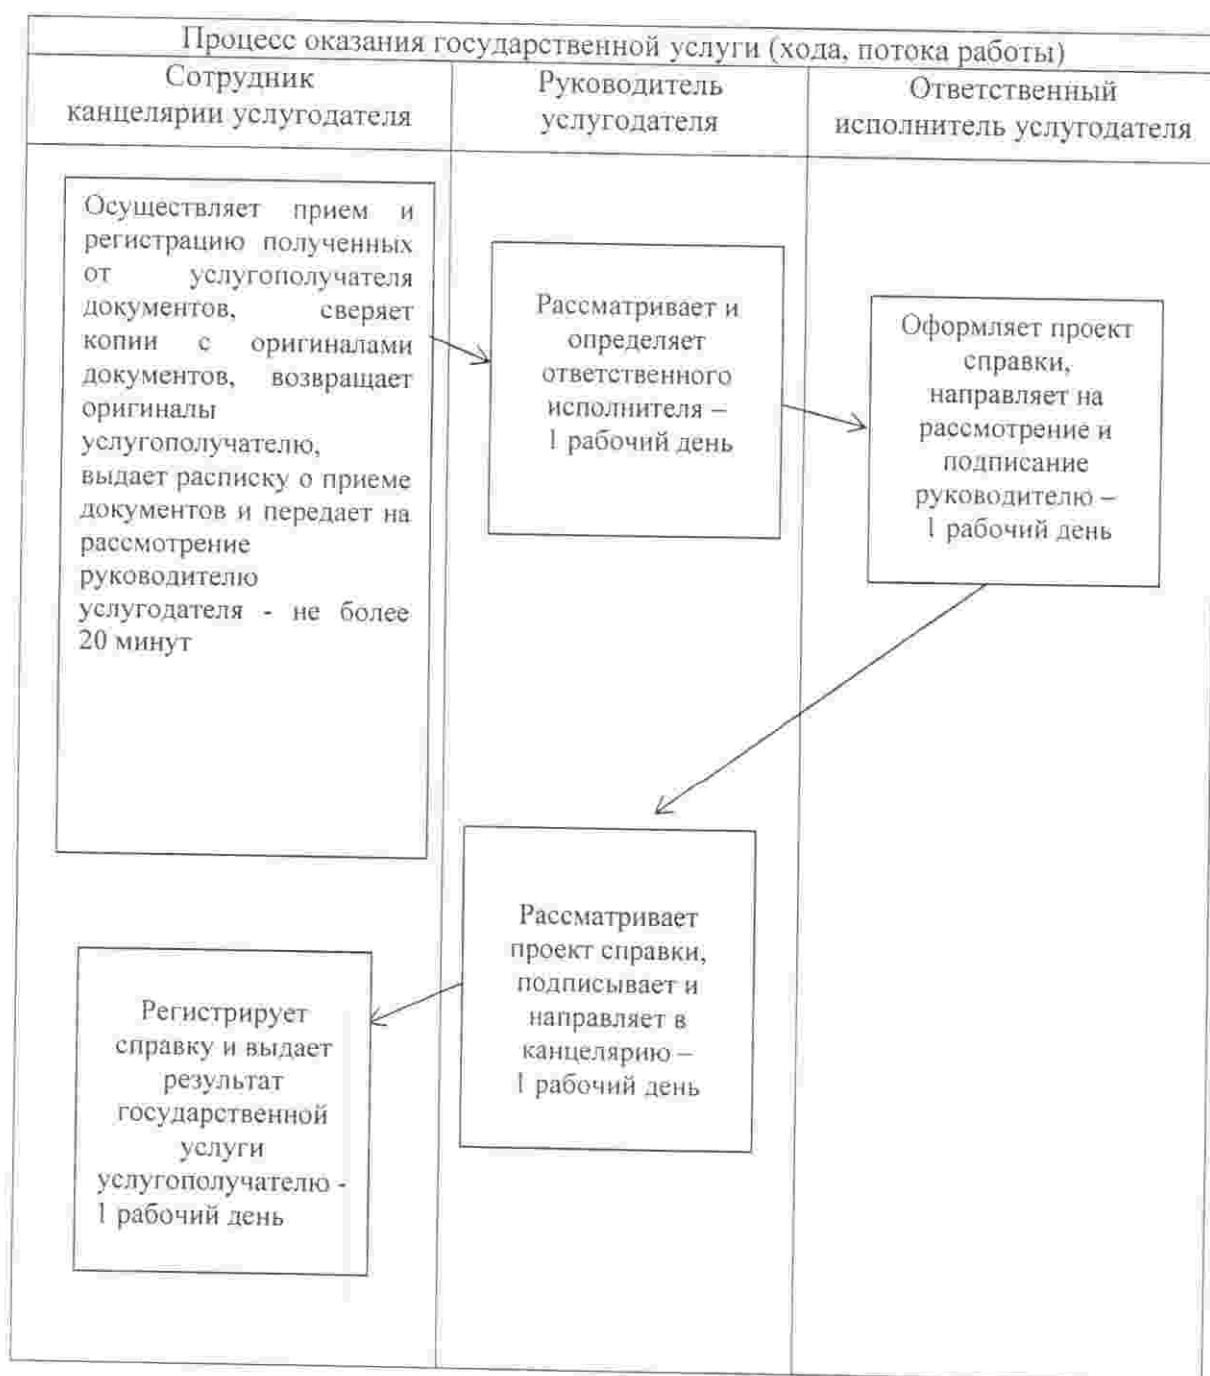 Процесс оказания государственной услуги (хода, потока работы)
Сотрудник
канцелярии услугодателя
Руководитель
услугодателя
Ответственный
исполнитель услугодателя
Осуществляет прием и
регистрацию полученных
от услугополучателя
документов, сверяет
копии с оригиналами
документов, возвращает
оригиналы
услугополучателю,
выдает расписку о приеме
документов и передает на
рассмотрение
руководителю
услугодателя - не более
20 минут
Рассматривает и
определяет
ответственного
исполнителя –
1 рабочий день
Оформляет проект
справки,
направляет на
рассмотрение и
подписание
руководителю –
1 рабочий день
Рассматривает
проект справки,
подписывает и
направляет в
канцелярию –
1 рабочий день
Регистрирует
справку и выдает
результат
государственной
услуги
услугополучателю -
1 рабочий день